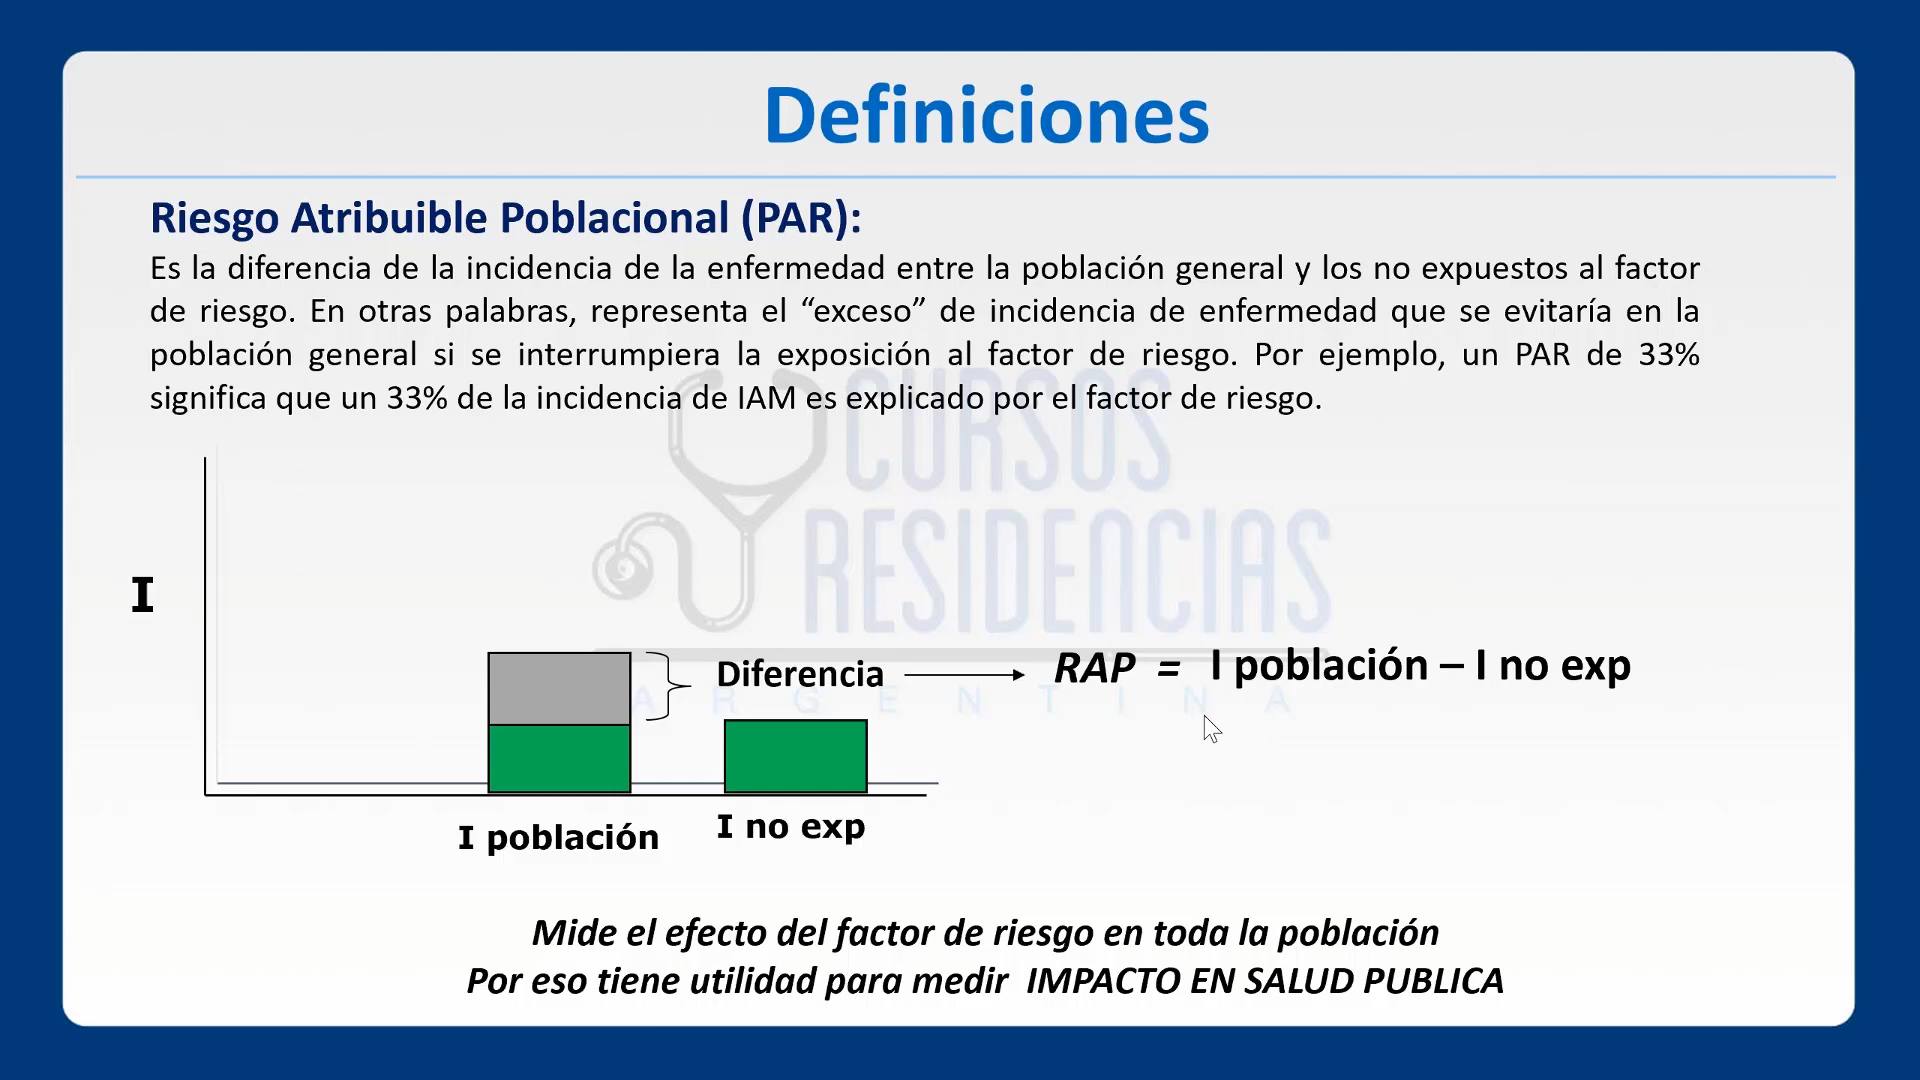 Definiciones
Riesgo Atribuible Poblacional (PAR):
Es la diferencia de la incidencia de la enfermedad entre la población general y los no expuestos al factor
de riesgo. En otras palabras, representa el “exceso” de incidencia de enfermedad que se evitaría en la
población general si se interrumpiera la exposición al factor de riesgo. Por ejemplo, un PAR de 33%
significa que un 33% de la incidencia de IAM es explicado por el factor de riesgo.
CURSOS
RESIDENCIAS
ARGENTINA
I
Diferencia
RAP = I población – I no exp
I población
I no exp
Mide el efecto del factor de riesgo en toda la población
Por eso tiene utilidad para medir IMPACTO EN SALUD PUBLICA